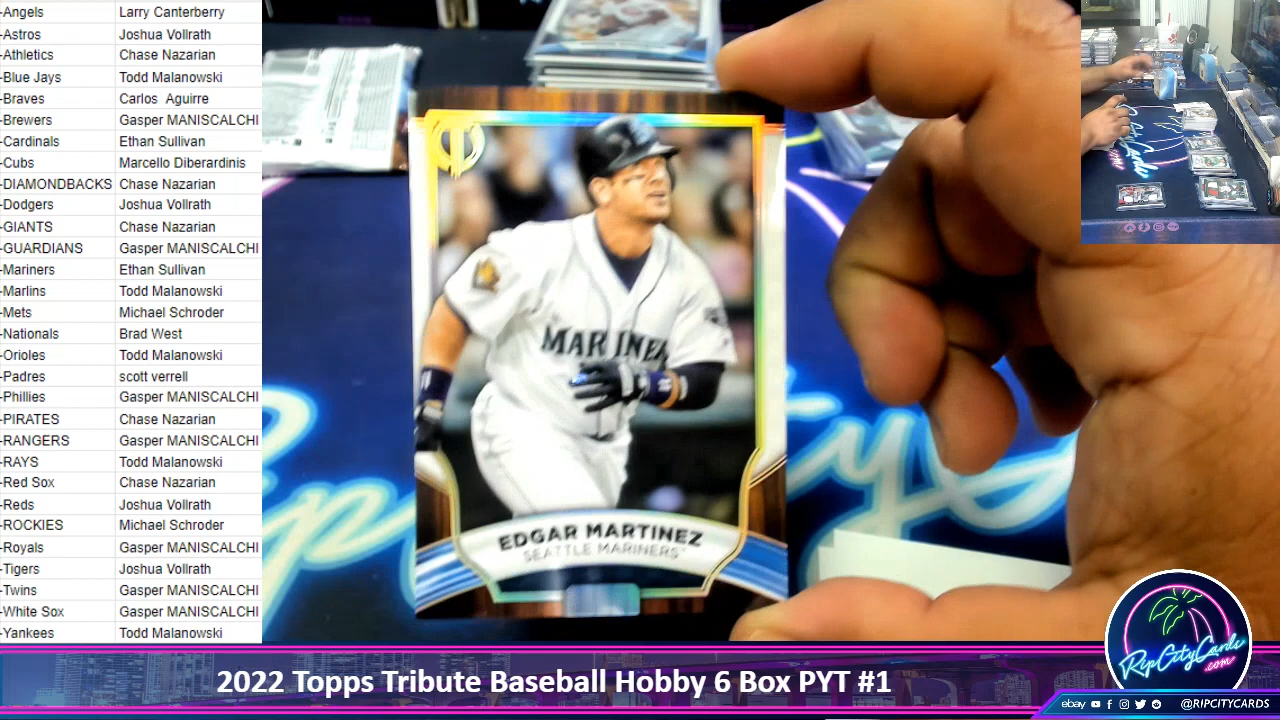 -Angels Larry Canterberry
-Astros Joshua Vollrath
-Athletics Chase Nazarian
-Blue Jays Todd Malanowski
-Braves Carlos Aguirre
-Brewers Gasper MANISCALCHI
-Cardinals Ethan Sullivan
-Cubs Marcello Diberardinis
-DIAMONDBACKS Chase Nazarian
-Dodgers Joshua Vollrath
-GIANTS Chase Nazarian
-GUARDIANS Gasper MANISCALCHI
-Mariners Ethan Sullivan
-Marlins Todd Malanowski
-Mets Michael Schroder
-Nationals Brad West
-Orioles Todd Malanowski
-Padres scott verrell
-Phillies Gasper MANISCALCHI
-PIRATES Chase Nazarian
-RANGERS Gasper MANISCALCHI
-RAYS Todd Malanowski
-Red Sox Chase Nazarian
-Reds Joshua Vollrath
-ROCKIES Michael Schroder
-Royals Gasper MANISCALCHI
-Tigers Joshua Vollrath
-Twins Gasper MANISCALCHI
-White Sox Gasper MANISCALCHI
-Yankees Todd Malanowski
MARINERS
EDGAR MARTINEZ
SEATTLE MARINERS™
RipCityCards
.com
2022 Topps Tribute Baseball Hobby 6 Box PYT #1
ebay @RIPCITYCARDS